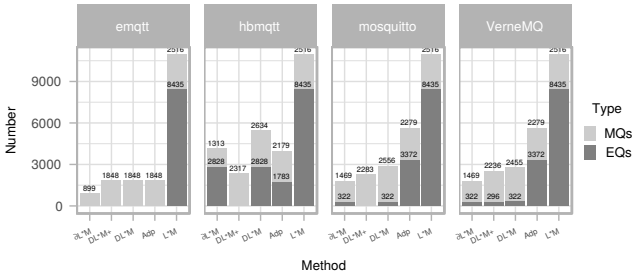 emqtt hbmqtt mosquitto VerneMQ
2516 2516 2516 2516
9000
8435 8435 8435 8435
Number
6000
2634 2279 2279
1313 2179 2556 2236 2455
3000
2828 2317 2828 1469 2283 3372 1469 3372
899 1848 1848 1848 1783
322 322 322 296 322
0
∂L*M DL*M+ DL*M Adp L*M ∂L*M DL*M+ DL*M Adp L*M ∂L*M DL*M+ DL*M Adp L*M ∂L*M DL*M+ DL*M Adp L*M
Method
Type
MQs
EQs